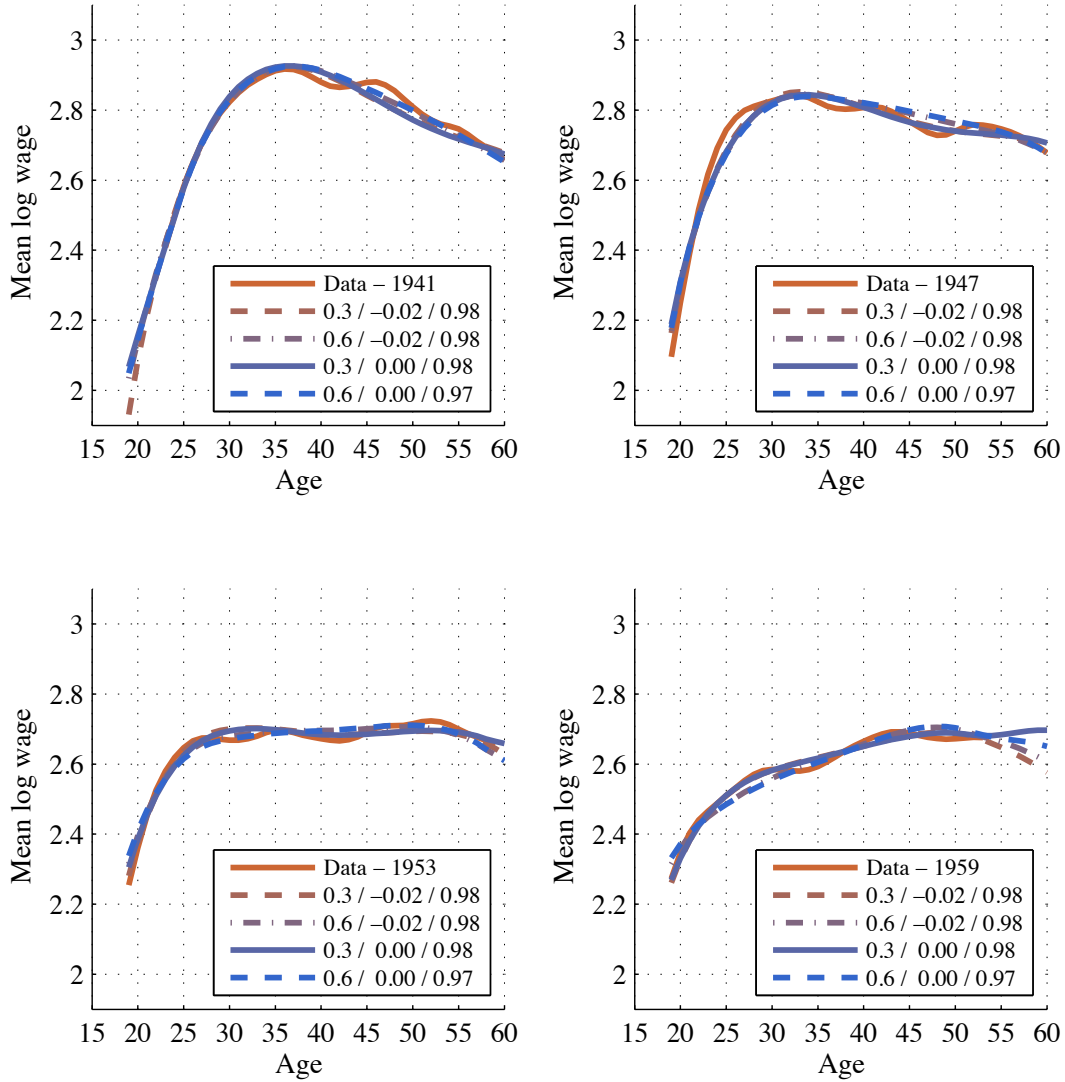 Mean log wage
3
2.8
2.6
2.4
2.2
2
Data – 1941
0.3 / –0.02 / 0.98
0.6 / –0.02 / 0.98
0.3 / 0.00 / 0.98
0.6 / 0.00 / 0.97
15 20 25 30 35 40 45 50 55 60
Age
Mean log wage
3
2.8
2.6
2.4
2.2
2
Data – 1947
0.3 / –0.02 / 0.98
0.6 / –0.02 / 0.98
0.3 / 0.00 / 0.98
0.6 / 0.00 / 0.97
15 20 25 30 35 40 45 50 55 60
Age
Mean log wage
3
2.8
2.6
2.4
2.2
2
Data – 1953
0.3 / –0.02 / 0.98
0.6 / –0.02 / 0.98
0.3 / 0.00 / 0.98
0.6 / 0.00 / 0.97
15 20 25 30 35 40 45 50 55 60
Age
Mean log wage
3
2.8
2.6
2.4
2.2
2
Data – 1959
0.3 / –0.02 / 0.98
0.6 / –0.02 / 0.98
0.3 / 0.00 / 0.98
0.6 / 0.00 / 0.97
15 20 25 30 35 40 45 50 55 60
Age